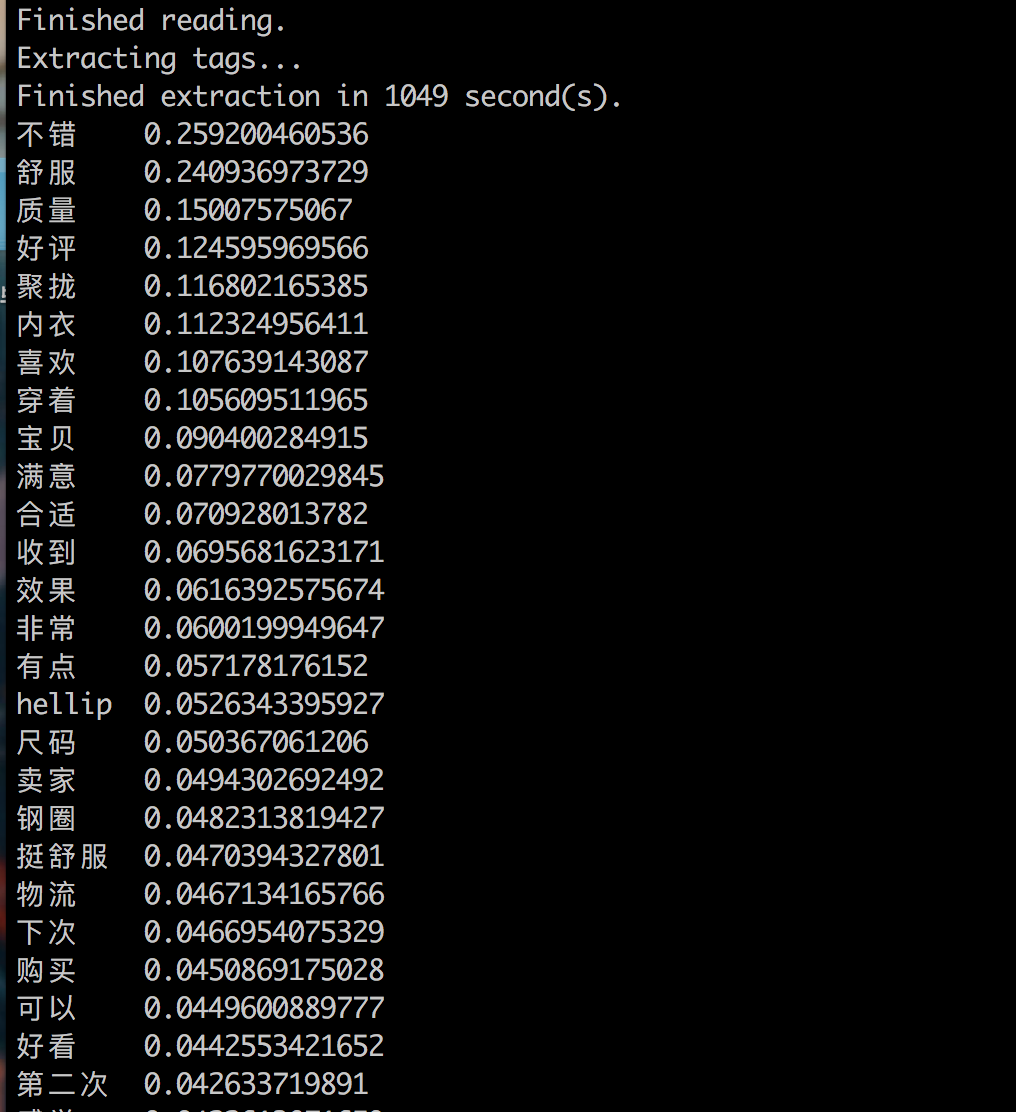 Finished reading.
Extracting tags...
Finished extraction in 1049 second(s).
不错 0.259200460536
舒服 0.240936973729
质量 0.15007575067
好评 0.124595969566
聚拢 0.116802165385
内衣 0.112324956411
喜欢 0.107639143087
穿着 0.105609511965
宝贝 0.090400284915
满意 0.0779770029845
合适 0.070928013782
收到 0.0695681623171
效果 0.0616392575674
非常 0.0600199949647
有点 0.057178176152
hellip 0.0526343395927
尺码 0.050367061206
卖家 0.0494302692492
钢圈 0.0482313819427
挺舒服 0.0470394327801
物流 0.0467134165766
下次 0.0466954075329
购买 0.0450869175028
可以 0.0449600889777
好看 0.0442553421652
第二次 0.042633719891